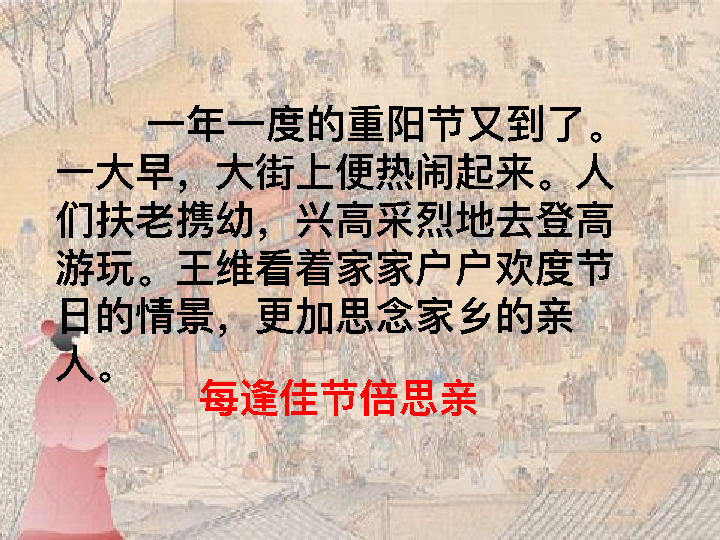 一年一度的重阳节又到了。
一大早，大街上便热闹起来。人
们扶老携幼，兴高采烈地去登高
游玩。王维看着家家户户欢度节
日的情景，更加思念家乡的亲
人。
每逢佳节倍思亲